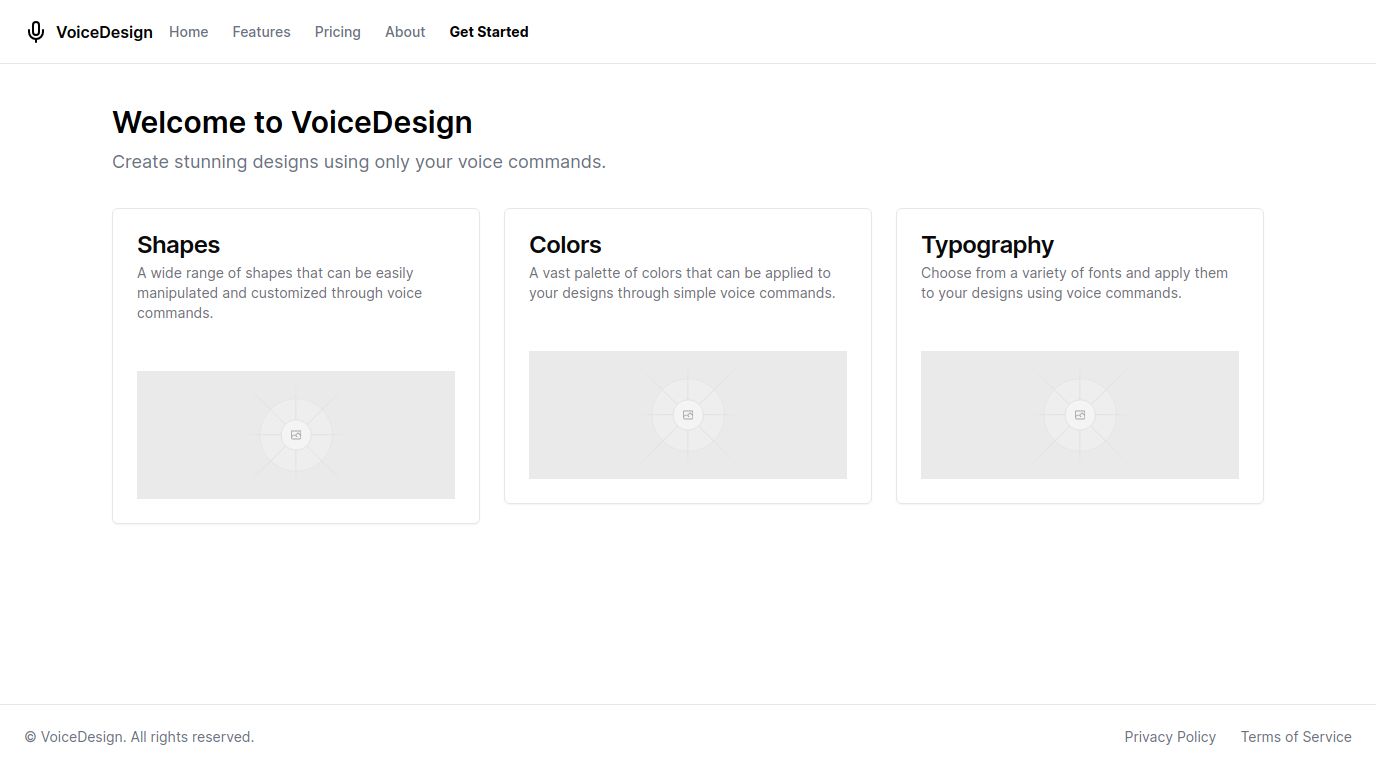 VoiceDesign Home Features Pricing About Get Started
Welcome to VoiceDesign
Create stunning designs using only your voice commands.
Shapes
A wide range of shapes that can be easily
manipulated and customized through voice
commands.
Colors
A vast palette of colors that can be applied to
your designs through simple voice commands.
Typography
Choose from a variety of fonts and apply them
to your designs using voice commands.
© VoiceDesign. All rights reserved.
Privacy Policy Terms of Service